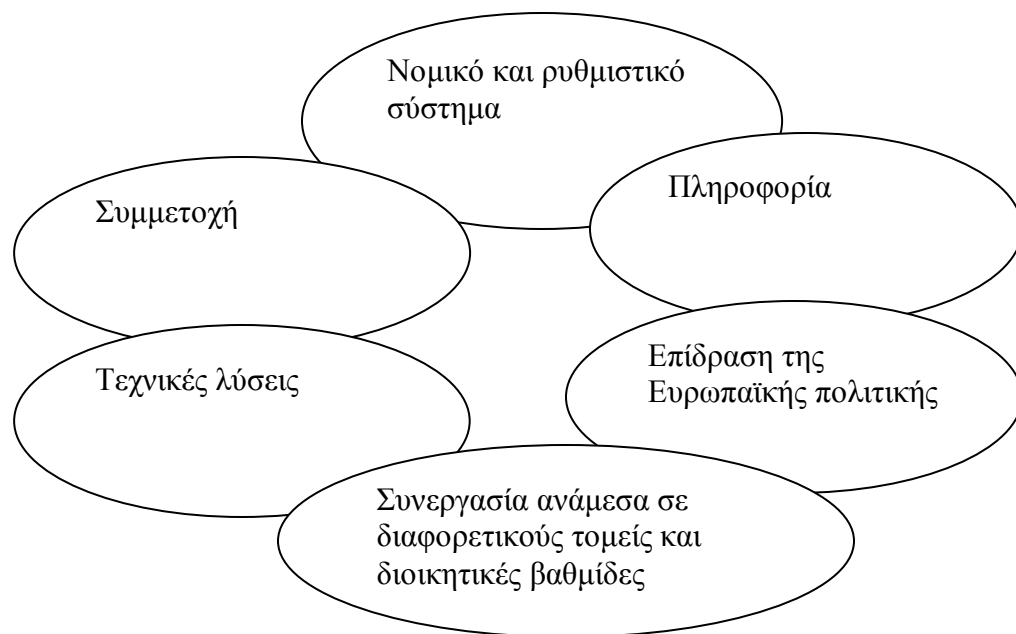 Νομικό και ρυθμιστικό
σύστημα
Πληροφορία
Συμμετοχή
Επίδραση της
Ευρωπαϊκής πολιτικής
Τεχνικές λύσεις
Συνεργασία ανάμεσα σε
διαφορετικούς τομείς και
διοικητικές βαθμίδες